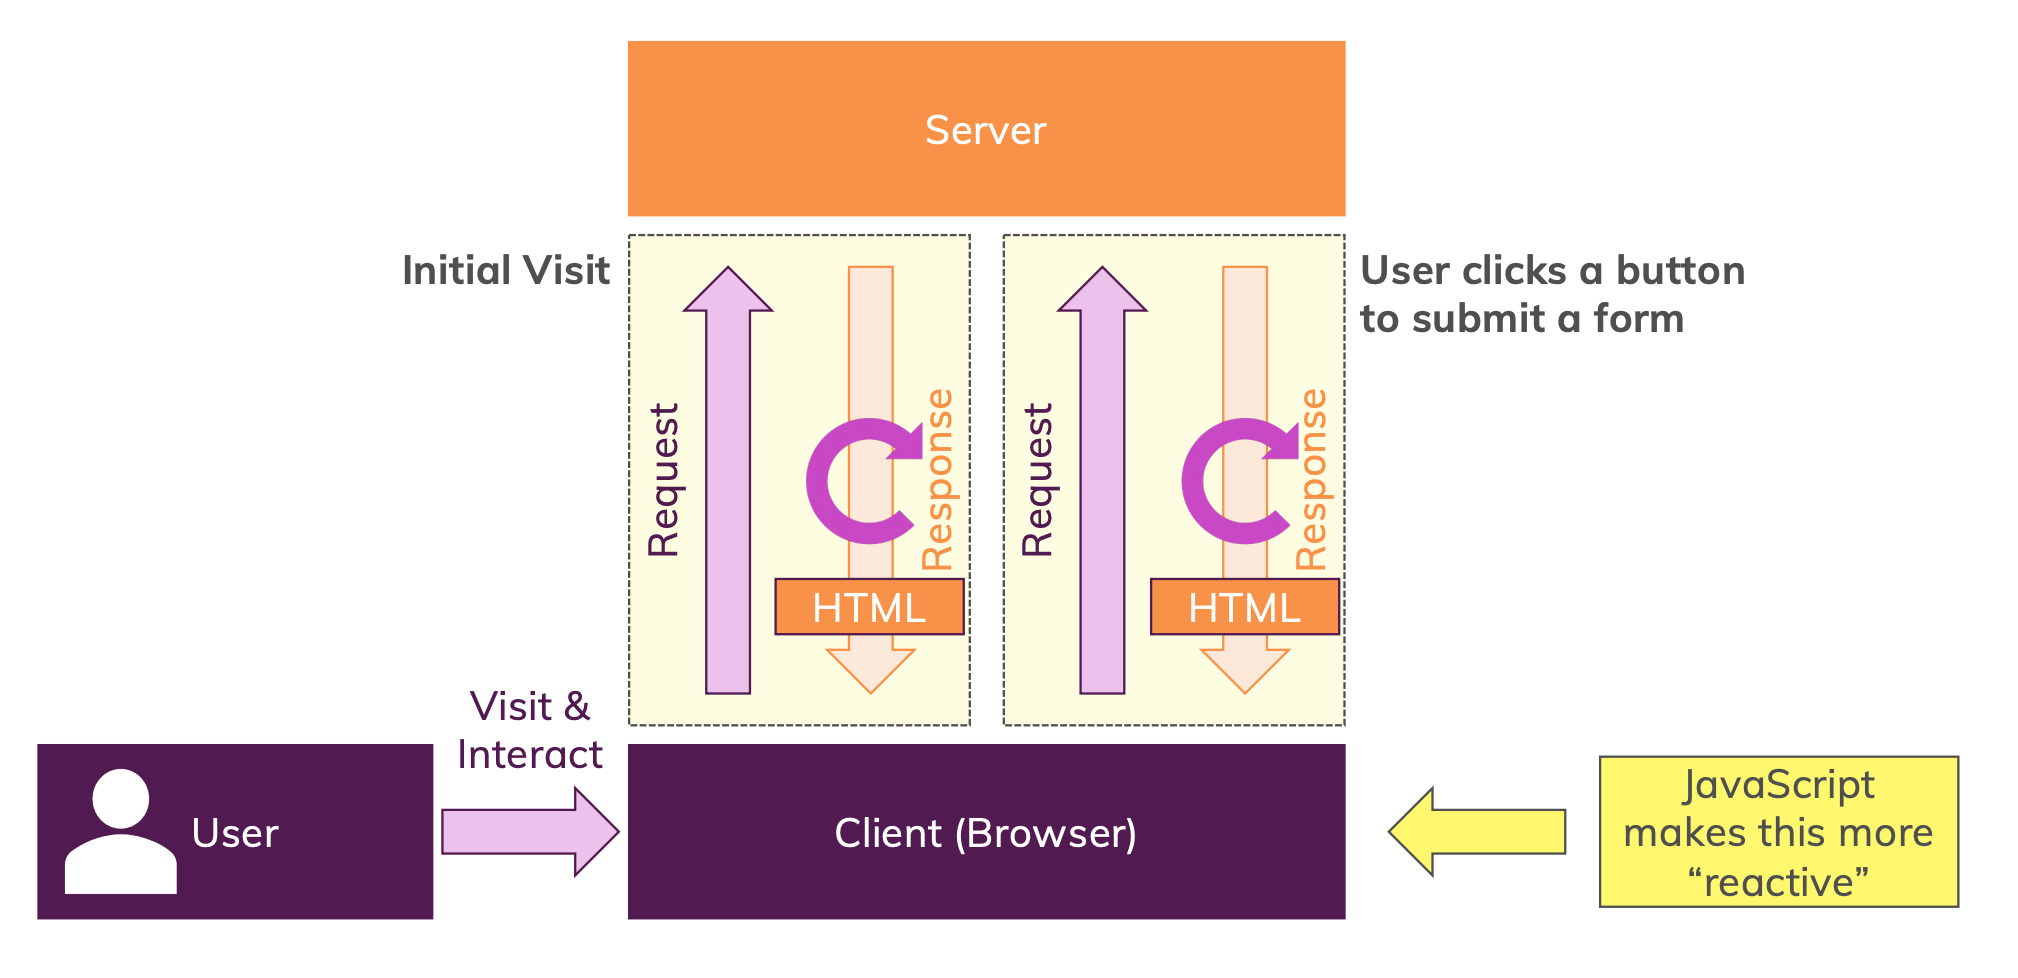 Server
Initial Visit
Request
Response
HTML
Request
Response
HTML
User clicks a button
to submit a form
Visit &
Interact
User
Client (Browser)
JavaScript
makes this more
“reactive”